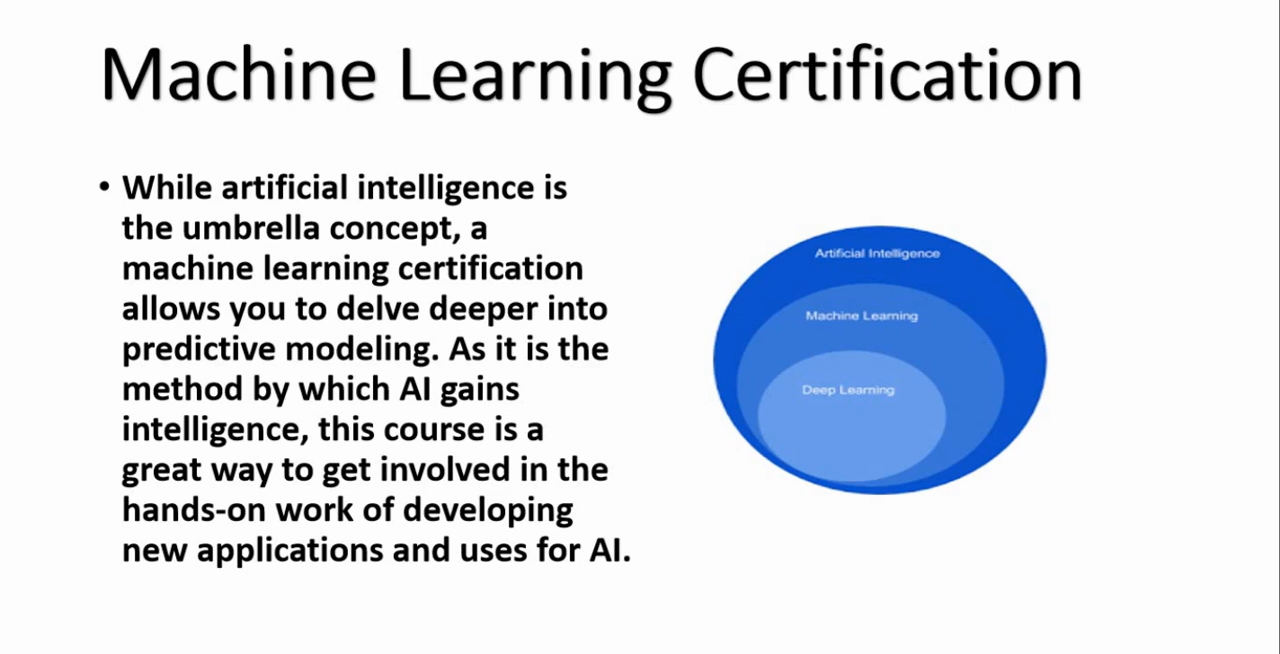 Machine Learning Certification
• While artificial intelligence is
the umbrella concept, a
machine learning certification
allows you to delve deeper into
predictive modeling. As it is the
method by which AI gains
intelligence, this course is a
great way to get involved in the
hands-on work of developing
new applications and uses for AI.
Artificial Intelligence
Machine Learning
Deep Learning